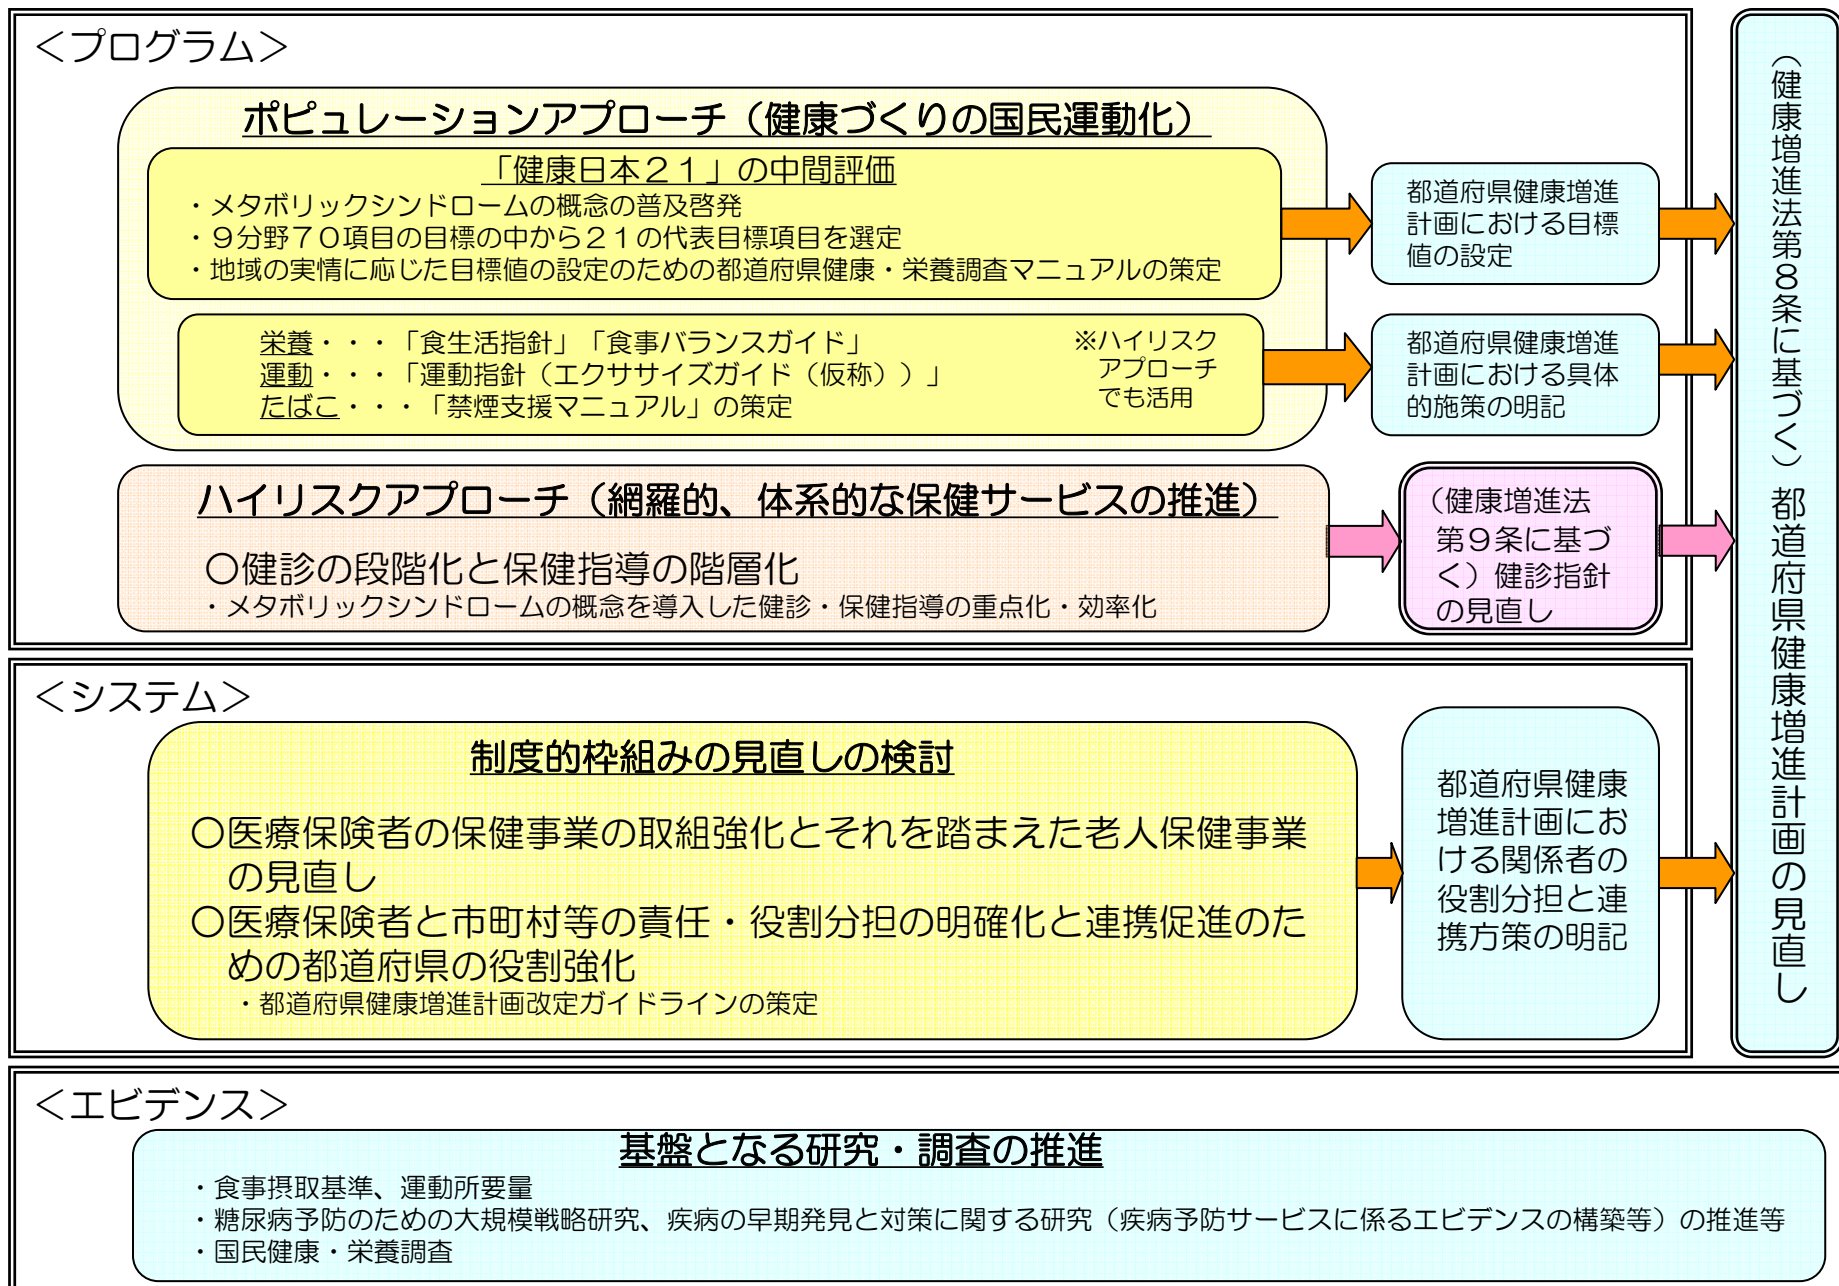 ＜プログラム＞
ポピュレーションアプローチ（健康づくりの国民運動化）
「健康日本２１」の中間評価
・メタボリックシンドロームの概念の普及啓発
・９分野７０項目の目標の中から２１の代表目標項目を選定
・地域の実情に応じた目標値の設定のための都道府県健康・栄養調査マニュアルの策定
都道府県健康増進
計画における目標
値の設定
栄養・・・「食生活指針」「食事バランスガイド」
運動・・・「運動指針（エクササイズガイド（仮称））」
たばこ・・・「禁煙支援マニュアル」の策定
※ハイリスク
アプローチ
でも活用
都道府県健康増進
計画における具体
的施策の明記
ハイリスクアプローチ（網羅的、体系的な保健サービスの推進）
〇健診の段階化と保健指導の階層化
・メタボリックシンドロームの概念を導入した健診・保健指導の重点化・効率化
（健康増進法
第９条に基づ
く）健診指針
の見直し
＜システム＞
制度的枠組みの見直しの検討
〇医療保険者の保健事業の取組強化とそれを踏まえた老人保健事業
の見直し
〇医療保険者と市町村等の責任・役割分担の明確化と連携促進のた
めの都道府県の役割強化
・都道府県健康増進計画改定ガイドラインの策定
都道府県健康
増進計画にお
ける関係者の
役割分担と連
携方策の明記
（健康増進法第８条に基づく）都道府県健康増進計画の見直し
＜エビデンス＞
基盤となる研究・調査の推進
・食事摂取基準、運動所要量
・糖尿病予防のための大規模戦略研究、疾病の早期発見と対策に関する研究（疾病予防サービスに係るエビデンスの構築等）の推進等
・国民健康・栄養調査